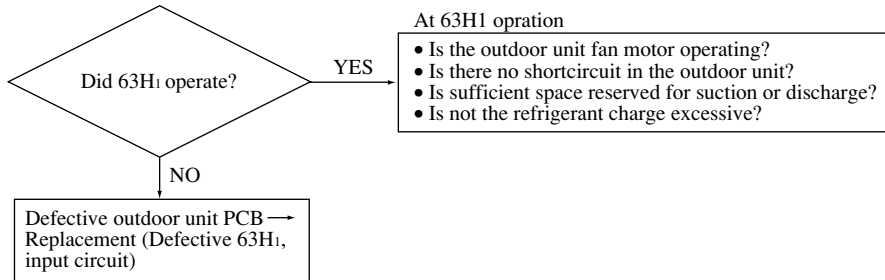 At 63H1 opration
Did 63H1 operate?
YES
• Is the outdoor unit fan motor operating?
• Is there no shortcircuit in the outdoor unit?
• Is sufficient space reserved for suction or discharge?
• Is not the refrigerant charge excessive?
NO
Defective outdoor unit PCB →
Replacement (Defective 63H1,
input circuit)